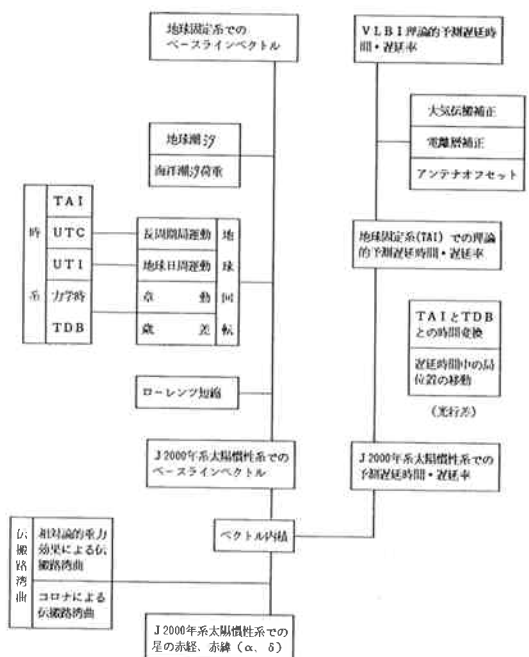 地球固定系での
ベースラインベクトル
VLBI理論的予測遅延時
間・遅延率
大気伝搬補正
電離層補正
アンテナオフセット
地球潮汐
海洋潮汐荷重
時系
TAI
UTC
UTI
力学時
TDB
長周期局運動
地球日周運動
章動
歳差
地球回転
地球固定系(TAI)での理論
的予測遅延時間・遅延率
TAIとTDB
との時間変換
遅延時間中の局
位置の移動
(光行差)
ローレンツ短縮
J2000年系太陽慣性系での
ベースラインベクトル
J2000年系太陽慣性系での
予測遅延時間・遅延率
ベクトル内積
伝搬路湾曲
相対論的重力
効果による伝
搬路湾曲
コロナによる
伝搬路湾曲
J2000年系太陽慣性系での
星の赤経、赤緯(α、δ)